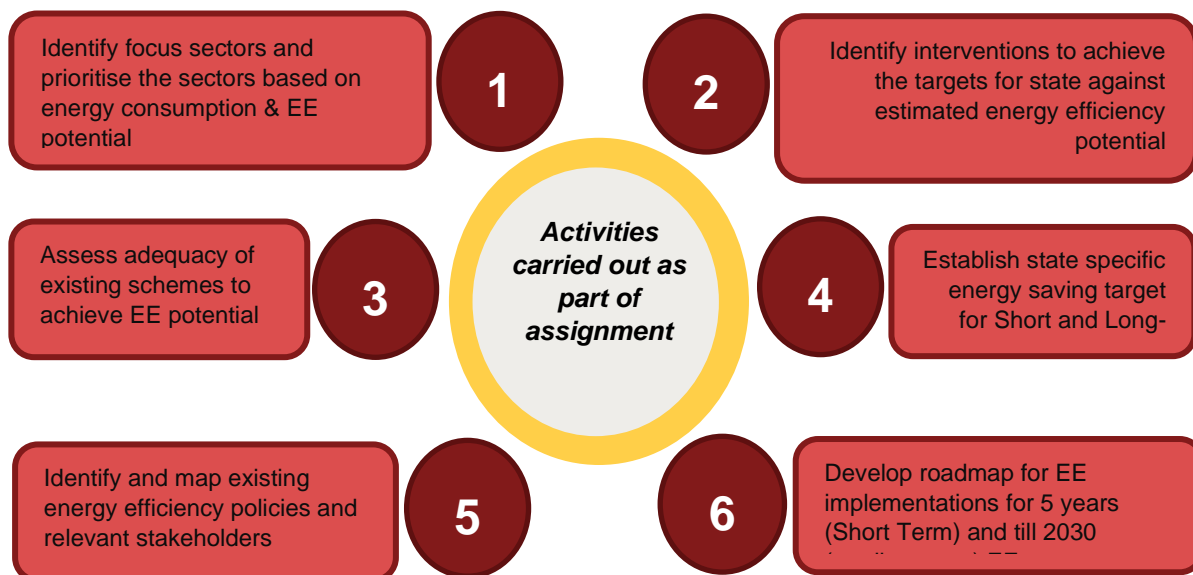 Identify focus sectors and
prioritise the sectors based on
energy consumption & EE
potential
1
2
Identify interventions to achieve
the targets for state against
estimated energy efficiency
potential
Activities
carried out as
part of
assignment
Assess adequacy of
existing schemes to
achieve EE potential
3
4
Establish state specific
energy saving target
for Short and Long-
Identify and map existing
energy efficiency policies and
relevant stakeholders
5
6
Develop roadmap for EE
implementations for 5 years
(Short Term) and till 2030